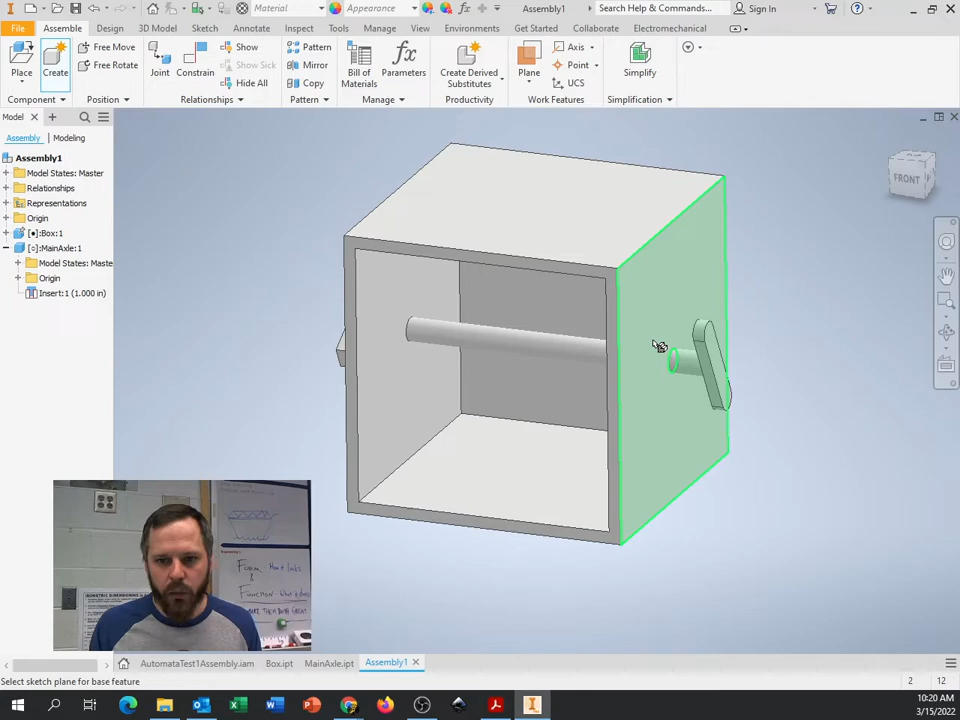 Material
Appearance
Assembly1
Search Help & Commands...
Sign In
File
Assemble
Design
3D Model
Sketch
Annotate
Inspect
Tools
Manage
View
Environments
Get Started
Collaborate
Electromechanical
Place
Create
Free Move
Free Rotate
Joint
Constrain
Show
Show Sick
Hide All
Pattern
Mirror
Copy
Bill of
Materials
Parameters
Create Derived
Substitutes
Plane
Axis
Point
UCS
Simplify
Component
Position
Relationships
Pattern
Manage
Productivity
Work Features
Simplification
Model
Assembly
Modeling
Assembly1
Model States: Master
Relationships
Representations
Origin
[●]:Box:1
[○]:MainAxle:1
Model States: Maste
Origin
Insert:1 (1.000 in)
FRONT
Form How it looks
&
Function - What it does
MAKE THEM BOTH GREAT
AutomataTest1Assembly.iam
Box.ipt
MainAxle.ipt
Assembly1
Select sketch plane for base feature
2
12
10:20 AM
3/15/2022